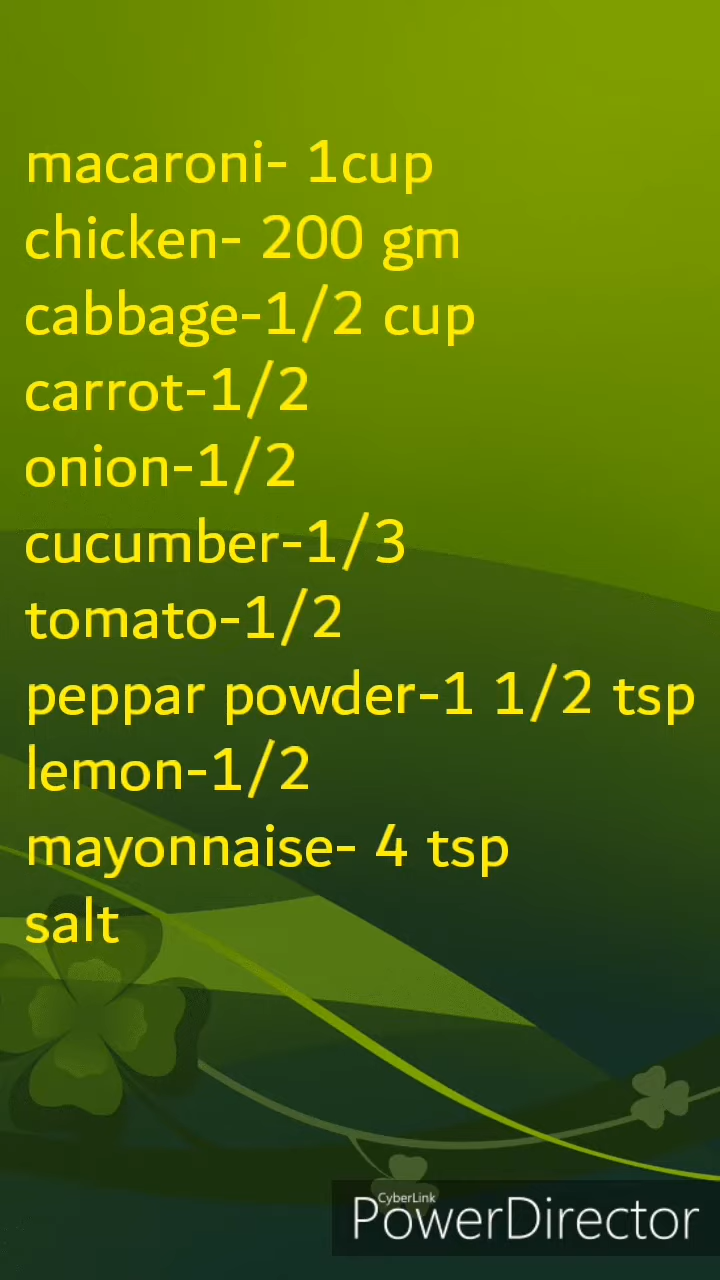 macaroni- 1cup
chicken- 200 gm
cabbage-1/2 cup
carrot-1/2
onion-1/2
cucumber-1/3
tomato-1/2
peppar powder-1 1/2 tsp
lemon-1/2
mayonnaise- 4 tsp
salt
CyberLink
PowerDirector